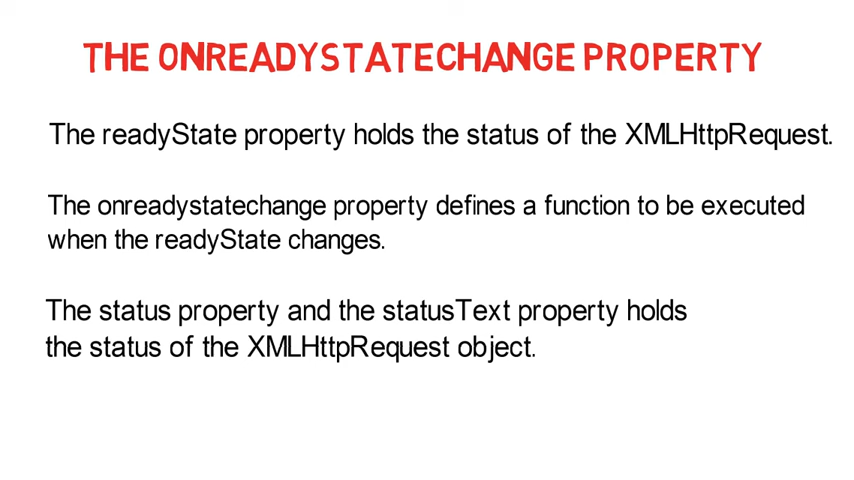 THE ONREADYSTATECHANGE PROPERTY
The readyState property holds the status of the XMLHttpRequest.
The onreadystatechange property defines a function to be executed
when the readyState changes.
The status property and the statusText property holds
the status of the XMLHttpRequest object.